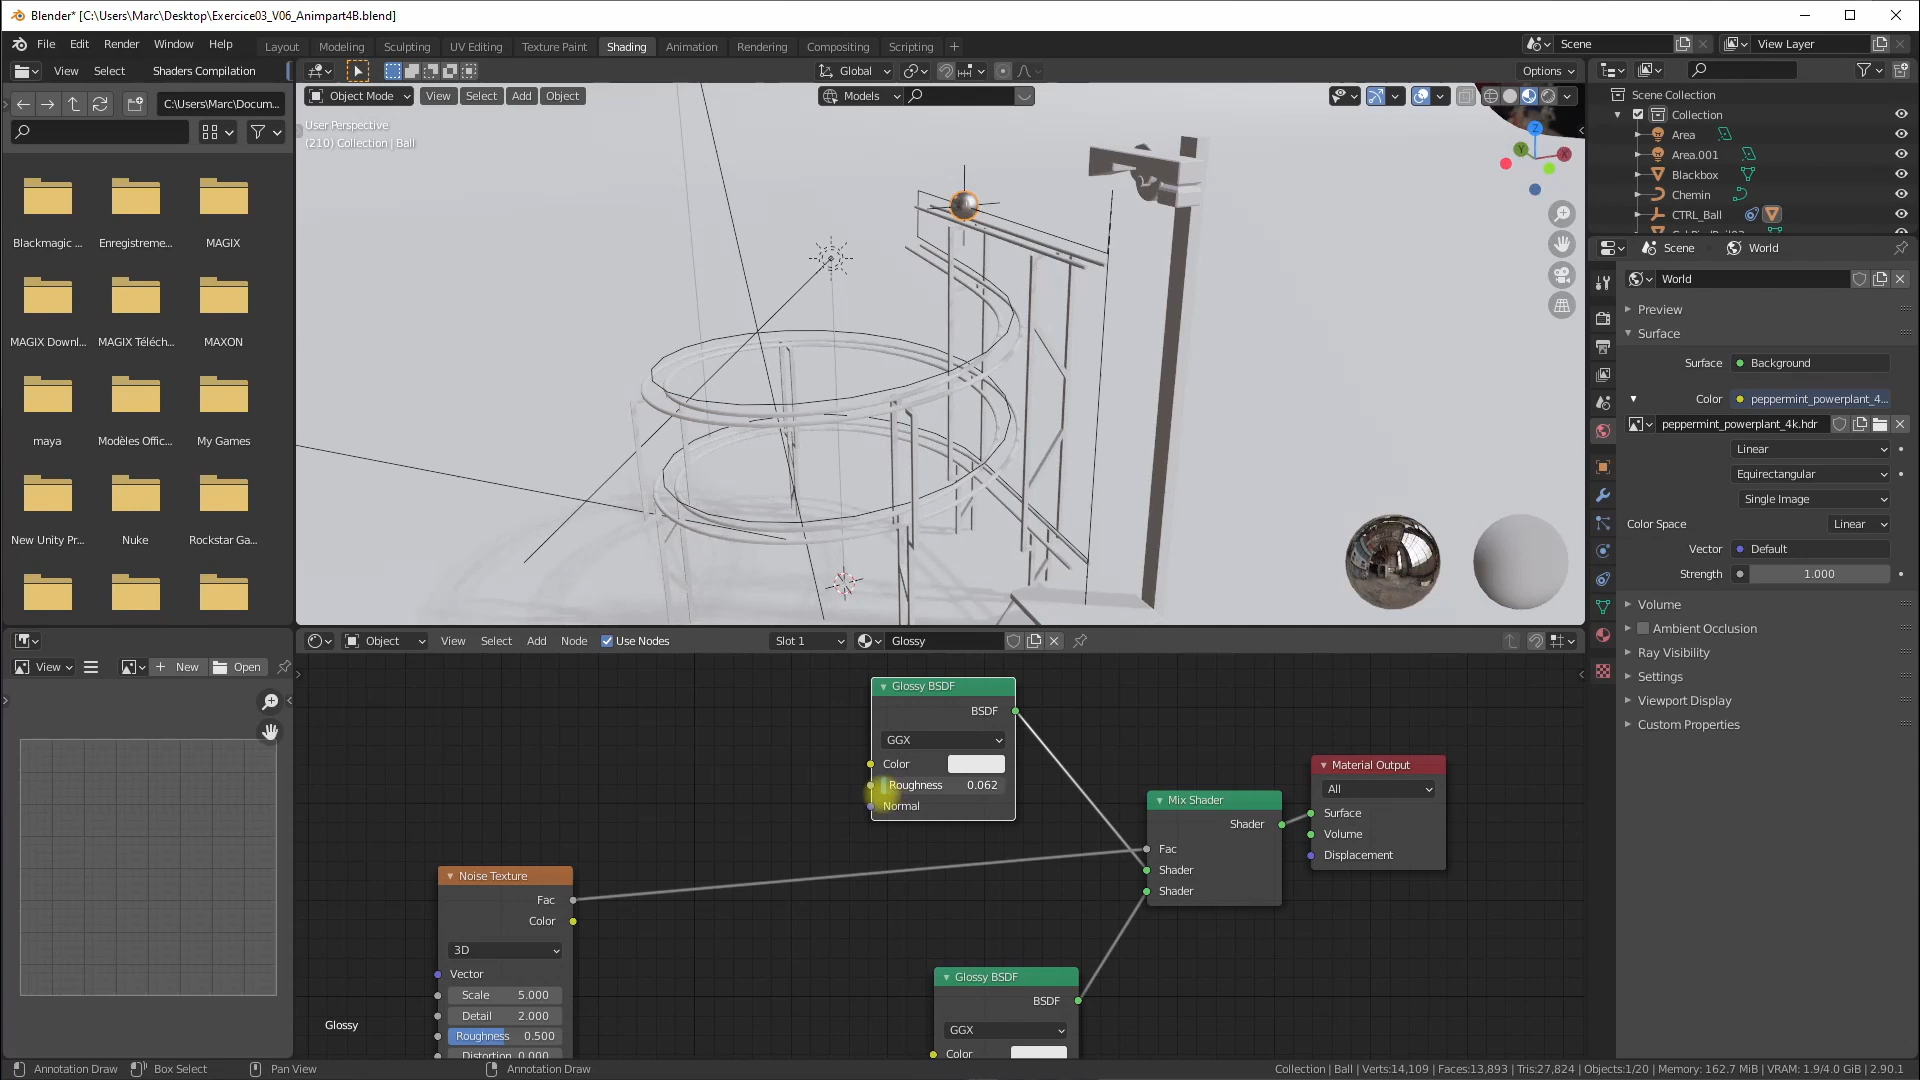 Blender* [C:\Users\Marc\Desktop\Exercice03_V06_Animpart4B.blend]
File Edit Render Window Help
Layout Modeling Sculpting UV Editing Texture Paint Shading Animation Rendering Compositing Scripting +
Scene
View Layer
View Select Shaders Compilation
Global
Options
C:\Users\Marc\Docum...
Object Mode View Select Add Object
Models
User Perspective
(210) Collection | Ball
Z
Y
X
Scene Collection
Collection
Area
Area.001
Blackbox
Chemin
CTRL_Ball
Blackmagic ...
Enregistreme...
MAGIX
MAGIX Downl...
MAGIX Téléch...
MAXON
maya
Modèles Offic...
My Games
New Unity Pr...
Nuke
Rockstar Ga...
Scene World
World
Preview
Surface
Surface Background
Color peppermint_powerplant_4...
peppermint_powerplant_4k.hdr
Linear
Equirectangular
Single Image
Color Space Linear
Vector Default
Strength 1.000
Volume
Ambient Occlusion
Ray Visibility
Settings
Viewport Display
Custom Properties
View
New Open
Object View Select Add Node Use Nodes
Slot 1
Glossy
Glossy BSDF
BSDF
GGX
Color
Roughness 0.062
Normal
Mix Shader
Shader
Fac
Shader
Shader
Material Output
All
Surface
Volume
Displacement
Noise Texture
Fac
Color
3D
Vector
Scale 5.000
Detail 2.000
Roughness 0.500
Distortion 0.000
Glossy BSDF
BSDF
GGX
Color
Glossy
Annotation Draw Box Select Pan View Annotation Draw
Collection | Ball | Verts:14,109 | Faces:13,893 | Tris:27,824 | Objects:1/20 | Memory: 162.7 MiB | VRAM: 1.9/4.0 GiB | 2.90.1